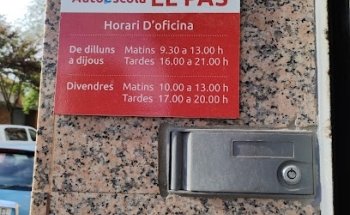 Autoescola EL PAS
Horari D'oficina
De dilluns Matins 9.30 a 13.00 h
a dijous Tardes 16.00 a 21.00 h
Divendres Matins 10.00 a 13.00 h
Tardes 17.00 a 20.00 h